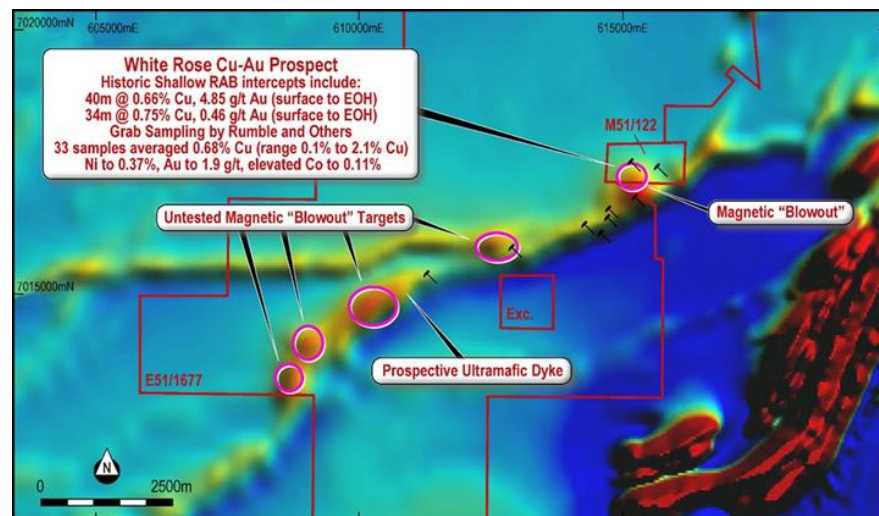 605000mE
610000mE
615000mE
7020000mN
White Rose Cu-Au Prospect
Historic Shallow RAB intercepts include:
40m @ 0.66% Cu, 4.85 g/t Au (surface to EOH)
34m @ 0.75% Cu, 0.46 g/t Au (surface to EOH)
Grab Sampling by Rumble and Others
33 samples averaged 0.68% Cu (range 0.1% to 2.1% Cu)
Ni to 0.37%, Au to 1.9 g/t, elevated Co to 0.11%
M51/122
Untested Magnetic "Blowout" Targets
Magnetic "Blowout"
7015000mN
Exc.
Prospective Ultramafic Dyke
E51/1677
N
0
2500m